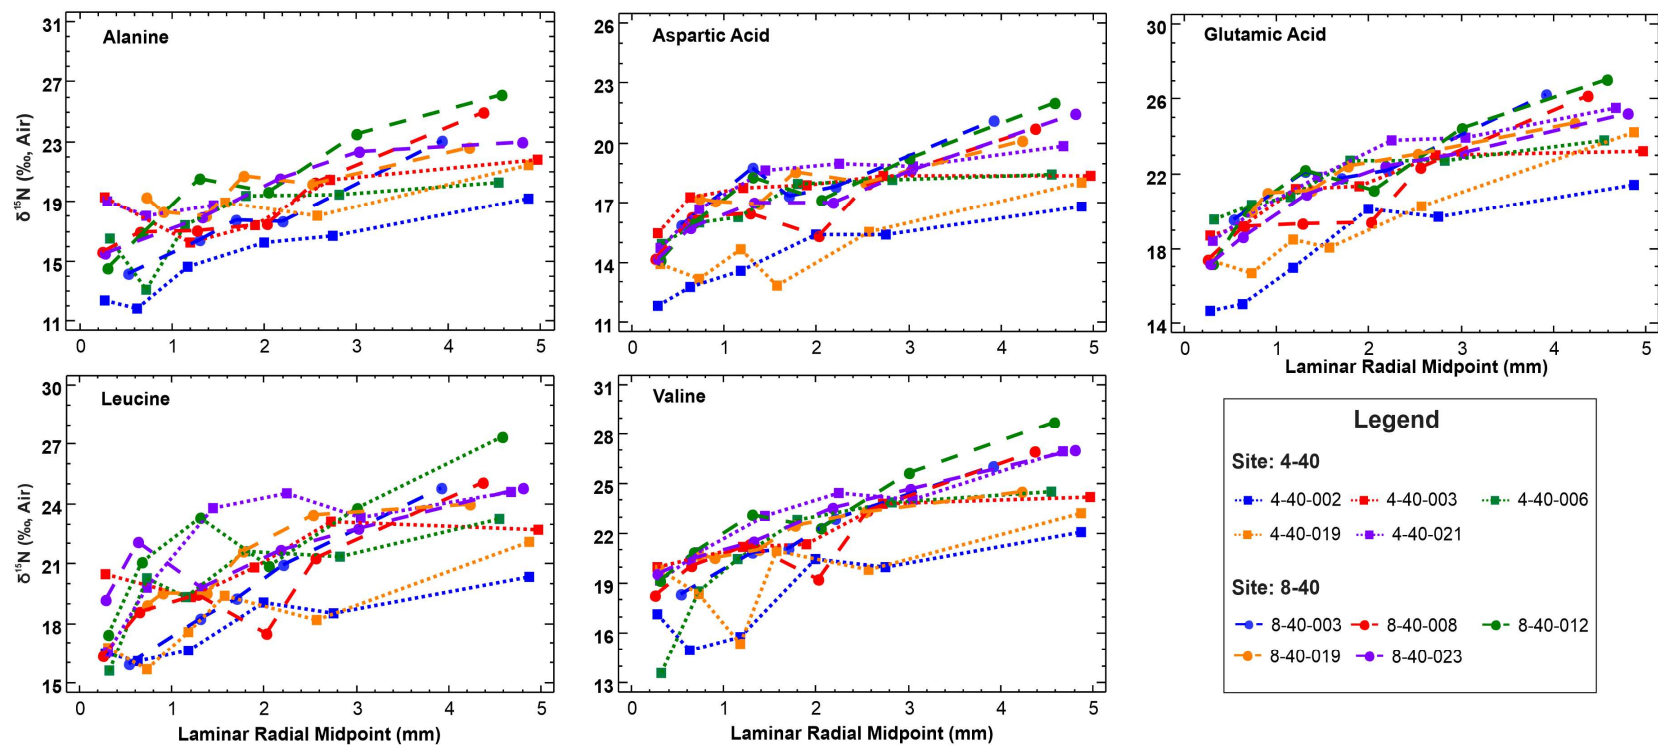 Alanine
δ¹⁵N (‰, Air)
31
27
23
19
15
11
0 1 2 3 4 5
Aspartic Acid
26
23
20
17
14
11
0 1 2 3 4 5
Glutamic Acid
30
26
22
18
14
0 1 2 3 4 5
Laminar Radial Midpoint (mm)
Leucine
δ¹⁵N (‰, Air)
30
27
24
21
18
15
0 1 2 3 4 5
Laminar Radial Midpoint (mm)
Valine
31
28
25
22
19
16
13
0 1 2 3 4 5
Laminar Radial Midpoint (mm)
Legend
Site: 4-40
4-40-002 4-40-003 4-40-006
4-40-019 4-40-021
Site: 8-40
8-40-003 8-40-008 8-40-012
8-40-019 8-40-023